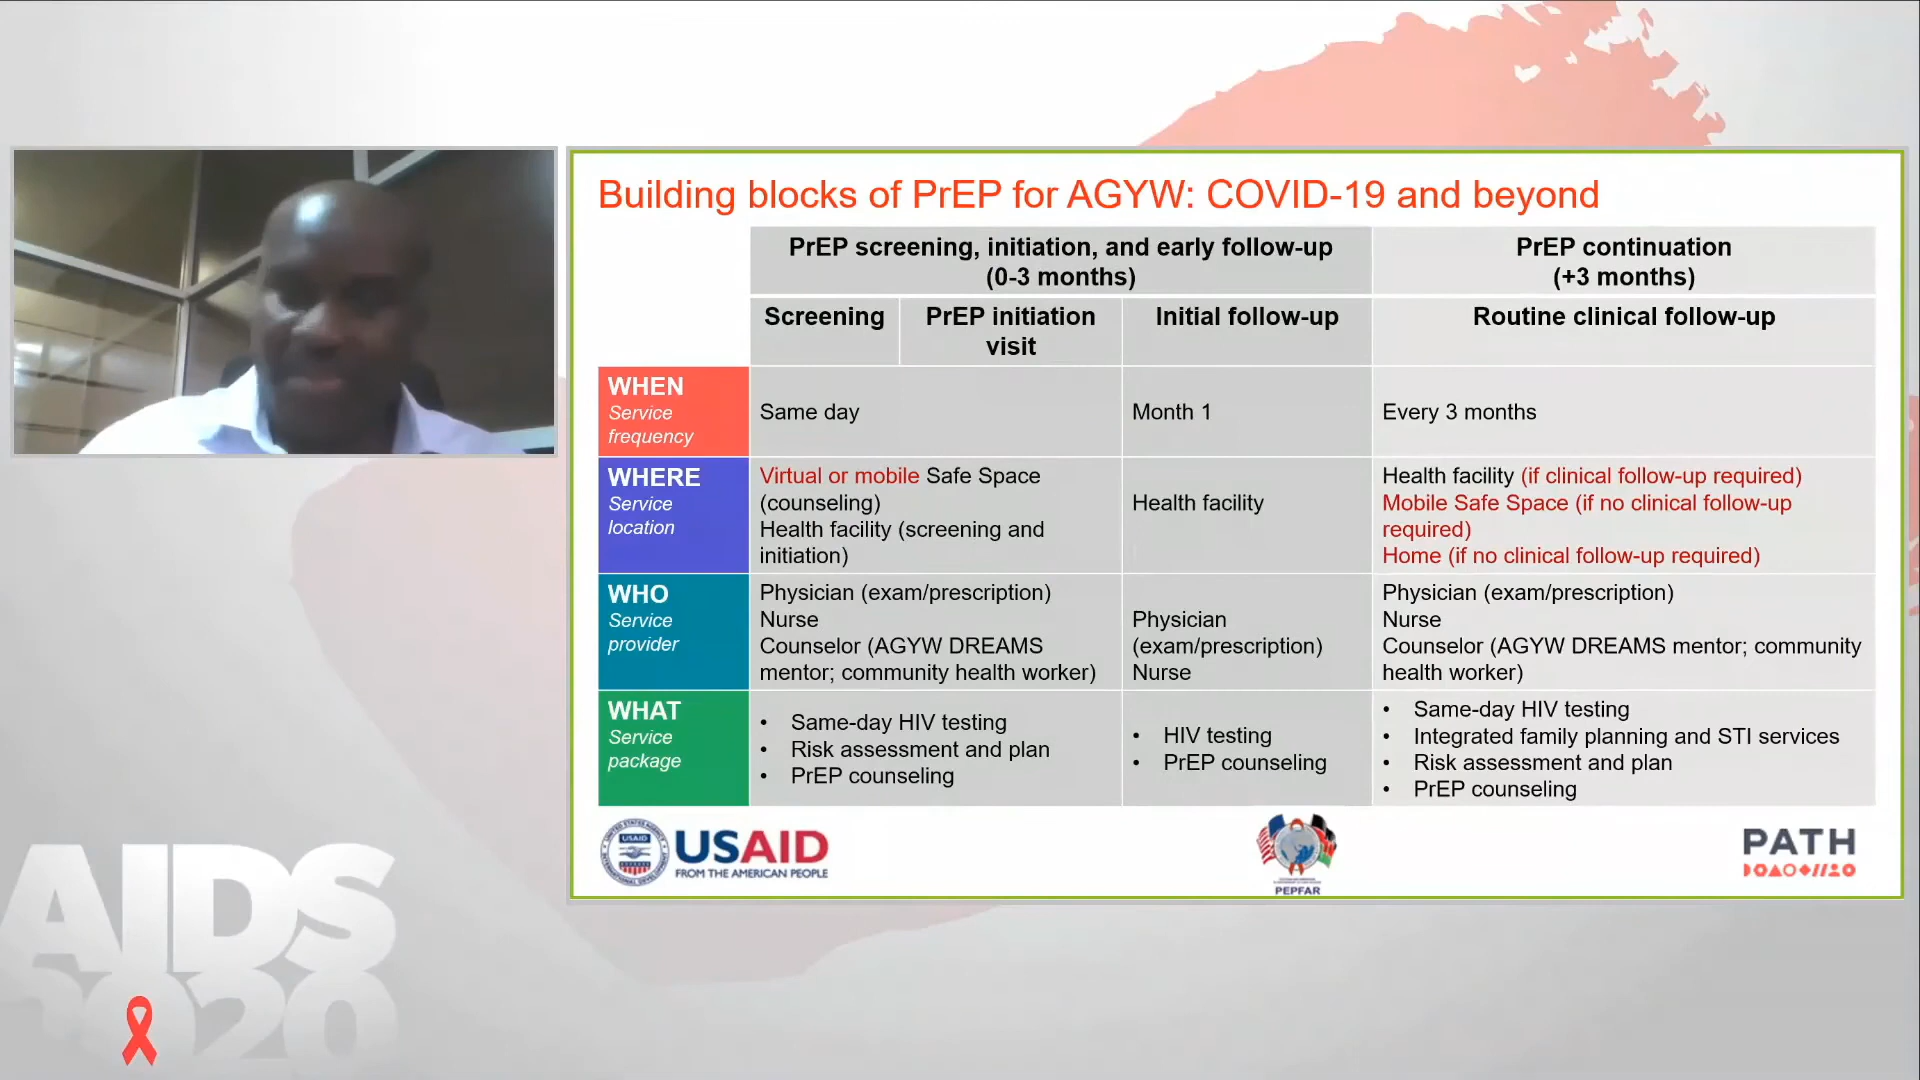 Building blocks of PrEP for AGYW: COVID-19 and beyond
PrEP screening, initiation, and early follow-up
(0-3 months)
PrEP continuation
(+3 months)
Screening
PrEP initiation
visit
Initial follow-up
Routine clinical follow-up
WHEN
Service
frequency
Same day
Month 1
Every 3 months
WHERE
Service
location
Virtual or mobile Safe Space
(counseling)
Health facility (screening and
initiation)
Health facility
Health facility (if clinical follow-up required)
Mobile Safe Space (if no clinical follow-up
required)
Home (if no clinical follow-up required)
WHO
Service
provider
Physician (exam/prescription)
Nurse
Counselor (AGYW DREAMS
mentor; community health worker)
Physician
(exam/prescription)
Nurse
Physician (exam/prescription)
Nurse
Counselor (AGYW DREAMS mentor; community
health worker)
WHAT
Service
package
• Same-day HIV testing
• Risk assessment and plan
• PrEP counseling
• HIV testing
• PrEP counseling
• Same-day HIV testing
• Integrated family planning and STI services
• Risk assessment and plan
• PrEP counseling
USAID
USAID
FROM THE AMERICAN PEOPLE
PEPFAR
PATH
AIDS
2020